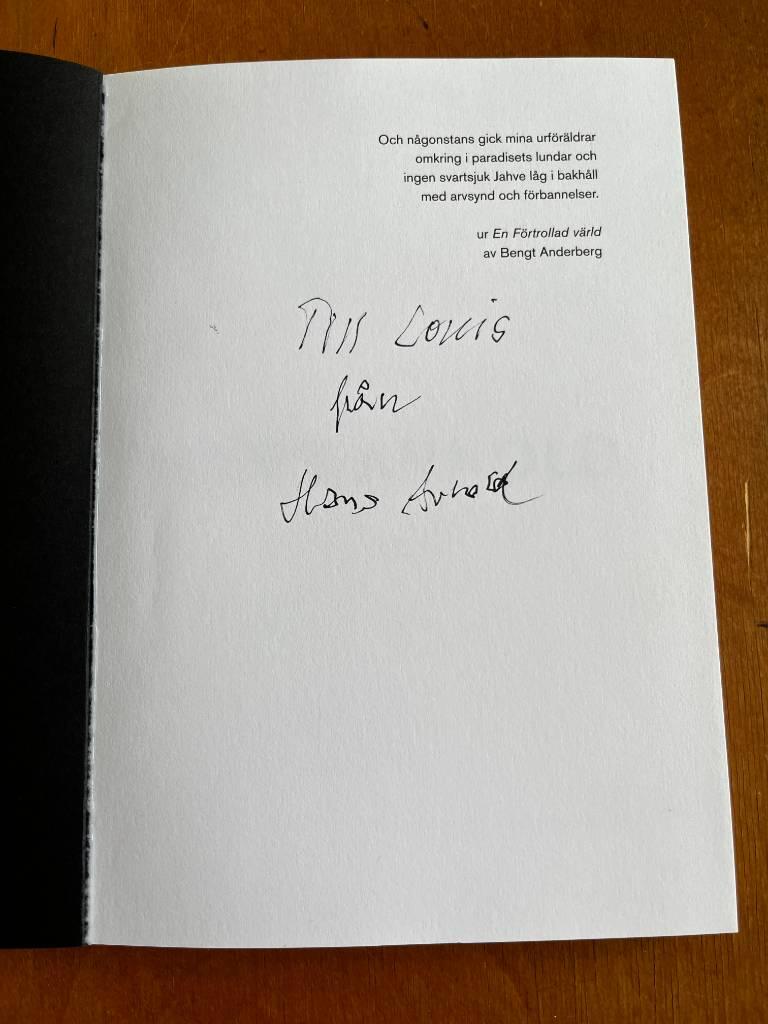 Och någonstans gick mina urföräldrar
omkring i paradisets lundar och
ingen svartsjuk Jahve låg i bakhåll
med arvsynd och förbannelser.
ur En Förtrollad värld
av Bengt Anderberg
Till Louis
från
Hans